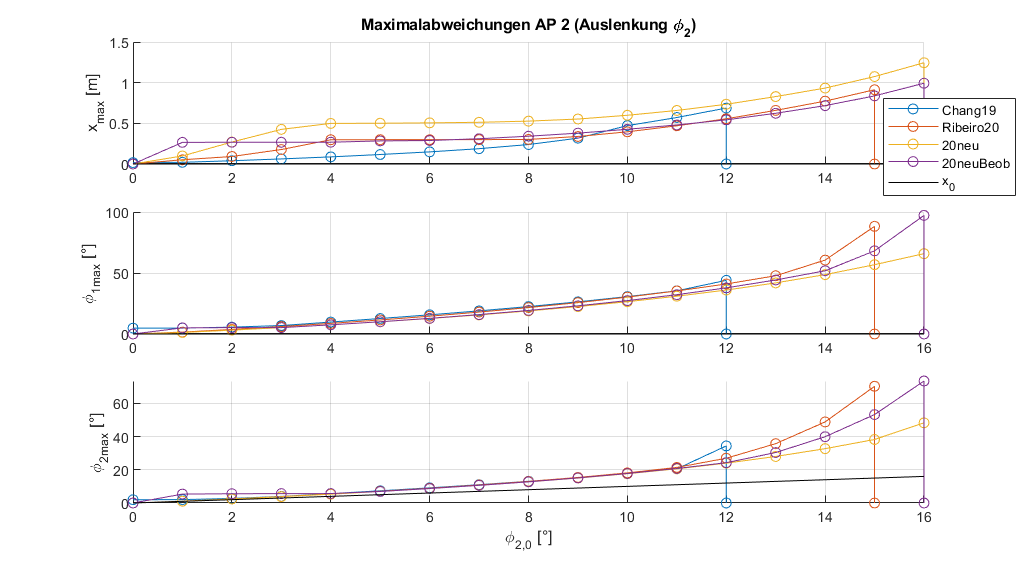 Maximalabweichungen AP 2 (Auslenkung ϕ₂)
x_max [m]
1.5
1
0.5
0
0 2 4 6 8 10 12 14 16
Chang19
Ribeiro20
20neu
20neuBeob
x₀
ϕ_1max [°]
100
50
0
0 2 4 6 8 10 12 14 16
ϕ_2max [°]
60
40
20
0
0 2 4 6 8 10 12 14 16
ϕ_2,0 [°]